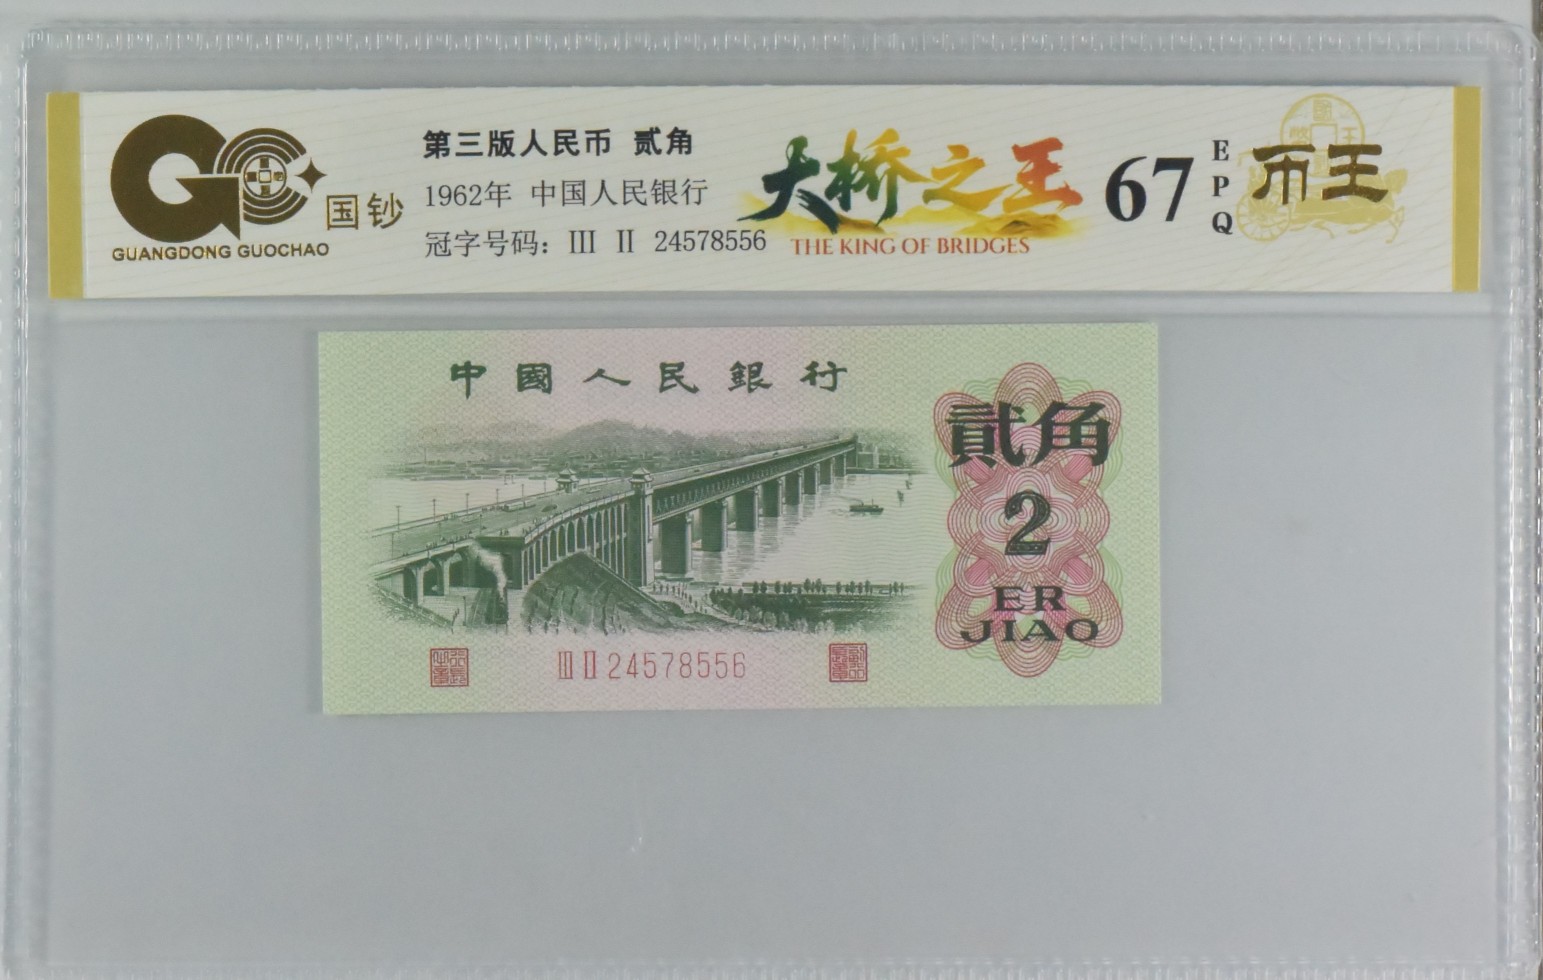 GC
国钞
GUANGDONG GUOCHAO
第三版人民币 贰角
1962年 中国人民银行
冠字号码：Ⅲ Ⅱ 24578556
大桥之王
THE KING OF BRIDGES
67
EPQ
币王
中國人民銀行
貳角
2
ER
JIAO
Ⅲ Ⅱ 24578556